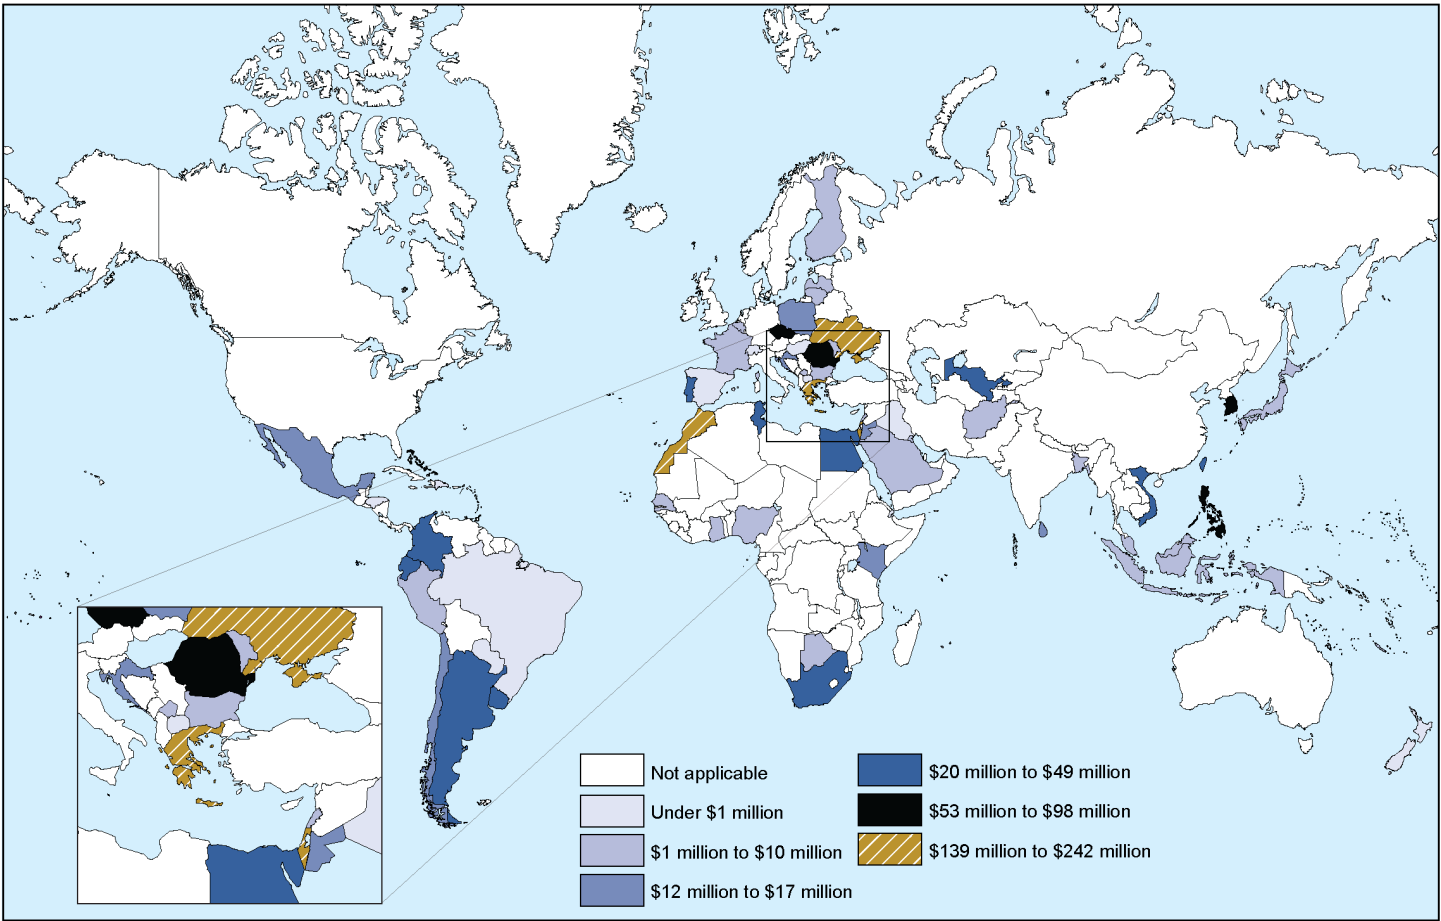 Not applicable
Under $1 million
$1 million to $10 million
$12 million to $17 million
$20 million to $49 million
$53 million to $98 million
$139 million to $242 million